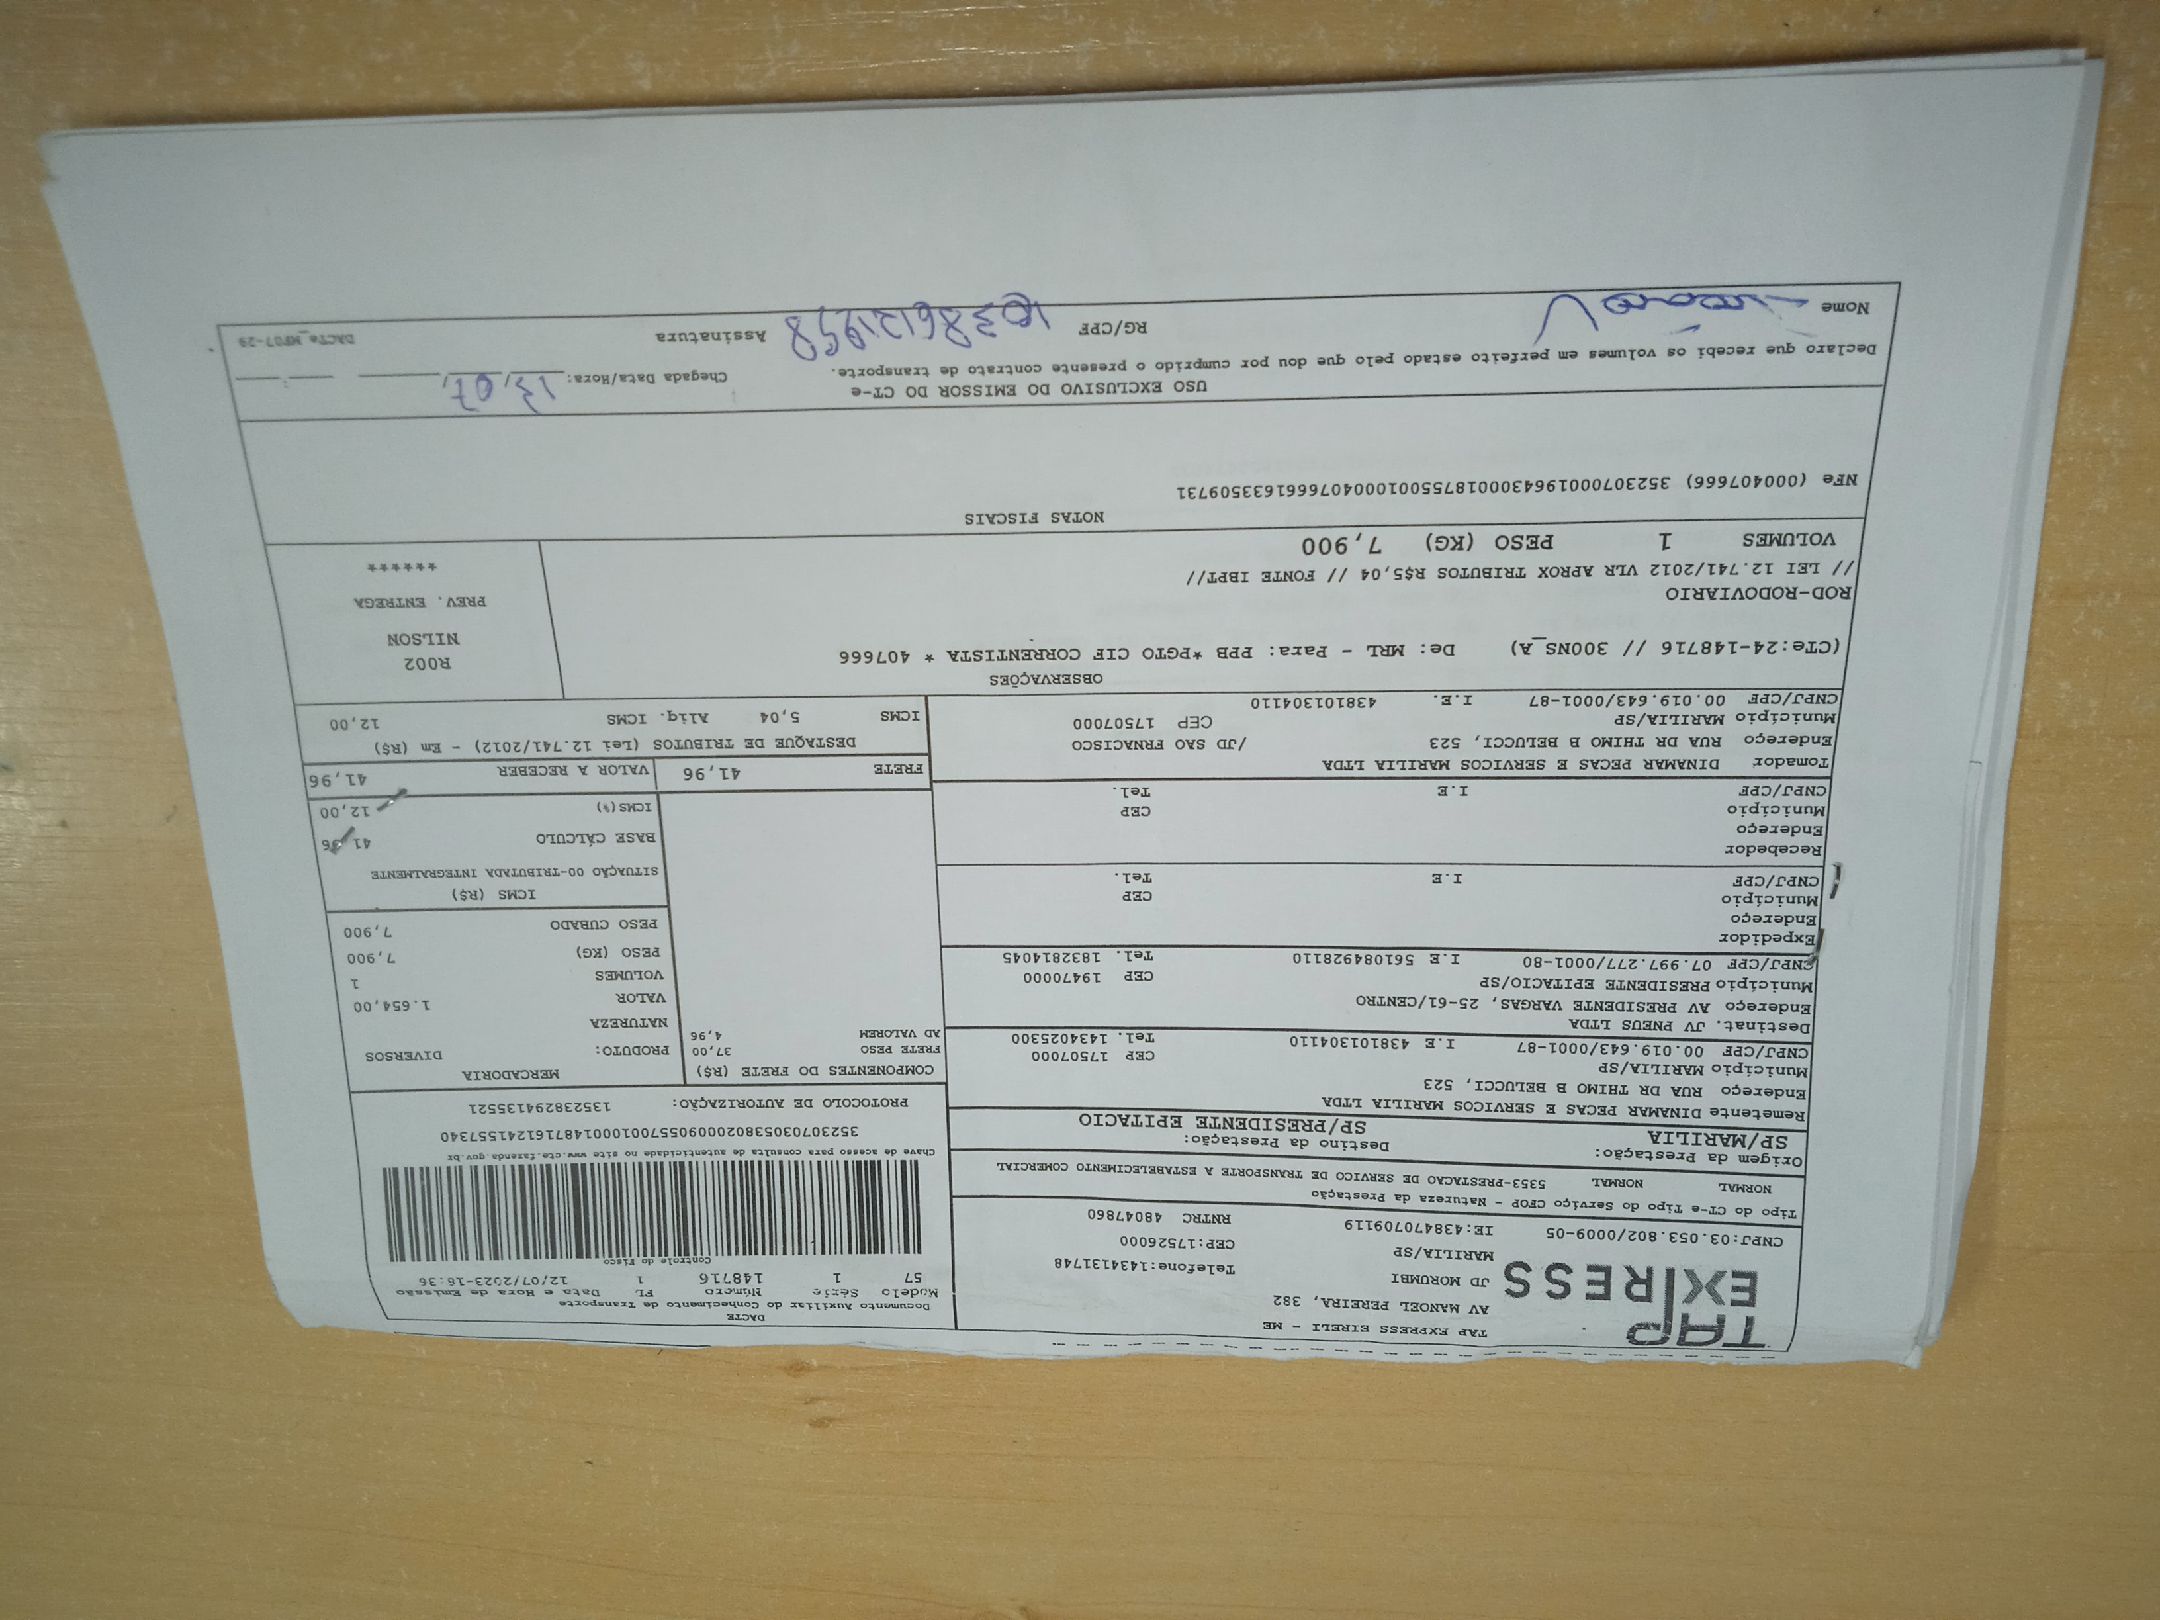 TAP
EXPRESS
TAP EXPRESS EIRELI - ME
AV MANOEL PEREIRA, 382
JD MORUMBI Telefone:1434131748
MARILIA/SP CEP:17526000
CNPJ:03.053.802/0009-05 IE:438470709119 RNTRC 48047860
Tipo do CT-e Tipo do Serviço CFOP - Natureza da Prestação
NORMAL NORMAL 5353-PRESTACAO DE SERVICO DE TRANSPORTE A ESTABELECIMENTO COMERCIAL
Origem da Prestação: Destino da Prestação:
SP/MARILIA SP/PRESIDENTE EPITACIO
Remetente DINAMAR PECAS E SERVICOS MARILIA LTDA
Endereço RUA DR THIMO B BELUCCI, 523
Município MARILIA/SP CEP 17507000
CNPJ/CPF 00.019.643/0001-87 I.E 438101304110 Tel. 1434025300
Destinat. JV PNEUS LTDA
Endereço AV PRESIDENTE VARGAS, 25-61/CENTRO
Município PRESIDENTE EPITACIO/SP CEP 19470000
CNPJ/CPF 07.997.277/0001-80 I.E 561084928110 Tel. 1832814045
Expedidor
Endereço
Município CEP
CNPJ/CPF I.E Tel.
Recebedor
Endereço
Município CEP
CNPJ/CPF I.E Tel.
Tomador DINAMAR PECAS E SERVICOS MARILIA LTDA
Endereço RUA DR THIMO B BELUCCI, 523 /JD SAO FRNACISCO
Município MARILIA/SP CEP 17507000
CNPJ/CPF 00.019.643/0001-87 I.E. 438101304110
DACTE
Documento Auxiliar do Conhecimento de Transporte
Modelo Série Número FL Data e Hora de Emissão
57 1 148716 1 12/07/2023-16:36
Controle do Fisco
Chave de acesso para consulta de autenticidade no site www.cte.fazenda.gov.br
35230703053802000905570010001487161241557340
PROTOCOLO DE AUTORIZAÇÃO: 135238294135521
COMPONENTES DO FRETE (R$)
FRETE PESO 37,00
AD VALOREM 4,96
MERCADORIA
PRODUTO: DIVERSOS
NATUREZA
VALOR 1.654,00
VOLUMES 1
PESO (KG) 7,900
PESO CUBADO 7,900
ICMS (R$)
SITUAÇÃO 00-TRIBUTADA INTEGRALMENTE
BASE CÁLCULO 41,96
ICMS(%) 12,00
FRETE 41,96 VALOR A RECEBER 41,96
DESTAQUE DE TRIBUTOS (Lei 12.741/2012) - Em (R$)
ICMS 5,04 Aliq. ICMS 12,00
OBSERVAÇÕES
(CTe:24-148716 // 300NS_A) De: MRL - Para: PPB *PGTO CIF CORRENTISTA * 407666
ROD-RODOVIARIO
// LEI 12.741/2012 VLR APROX TRIBUTOS R$5,04 // FONTE IBPT//
VOLUMES 1 PESO (KG) 7,900
R002
NILSON
PREV. ENTREGA
******
NOTAS FISCAIS
NFe (000407666) 35230700019643000187550010004076661633509731
USO EXCLUSIVO DO EMISSOR DO CT-e
Declaro que recebi os volumes em perfeito estado pelo que dou por cumprido o presente contrato de transporte.
Chegada Data/Hora: 13/07/
Nome RG/CPF Assinatura
DACTe_MP07-29